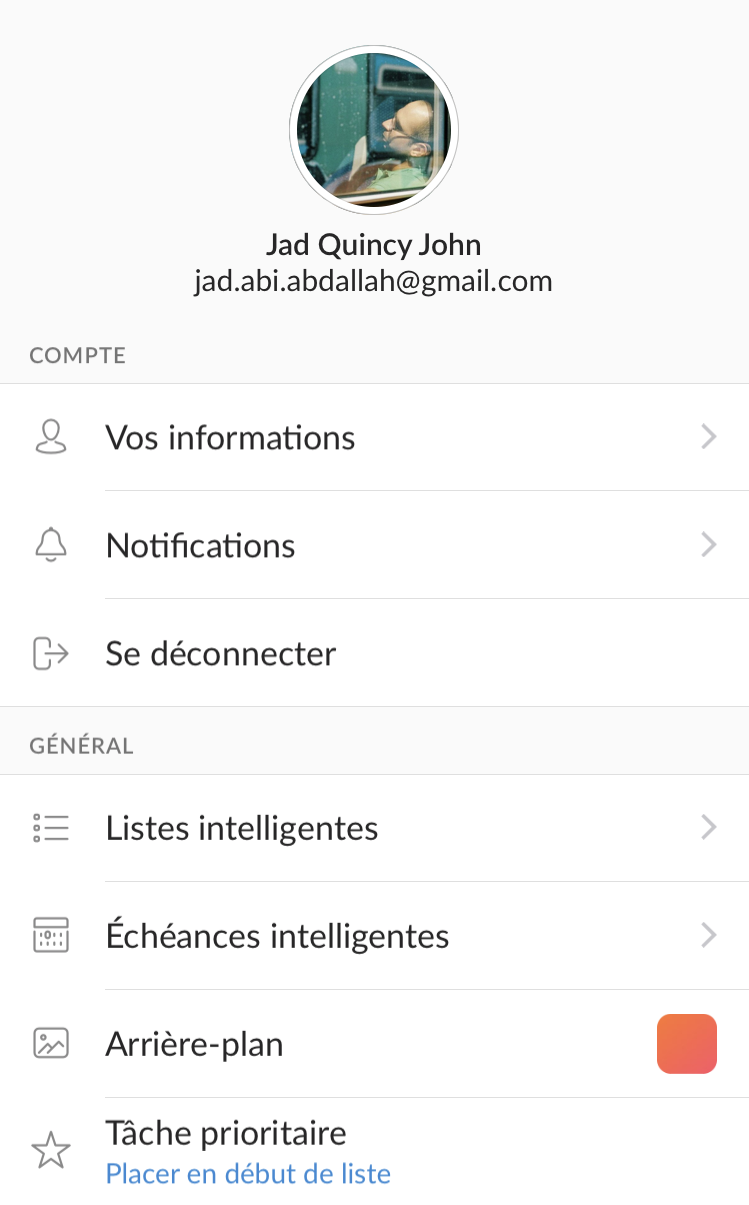 Jad Quincy John
jad.abi.abdallah@gmail.com
COMPTE
Vos informations
Notifications
Se déconnecter
GÉNÉRAL
Listes intelligentes
Échéances intelligentes
Arrière-plan
Tâche prioritaire
Placer en début de liste